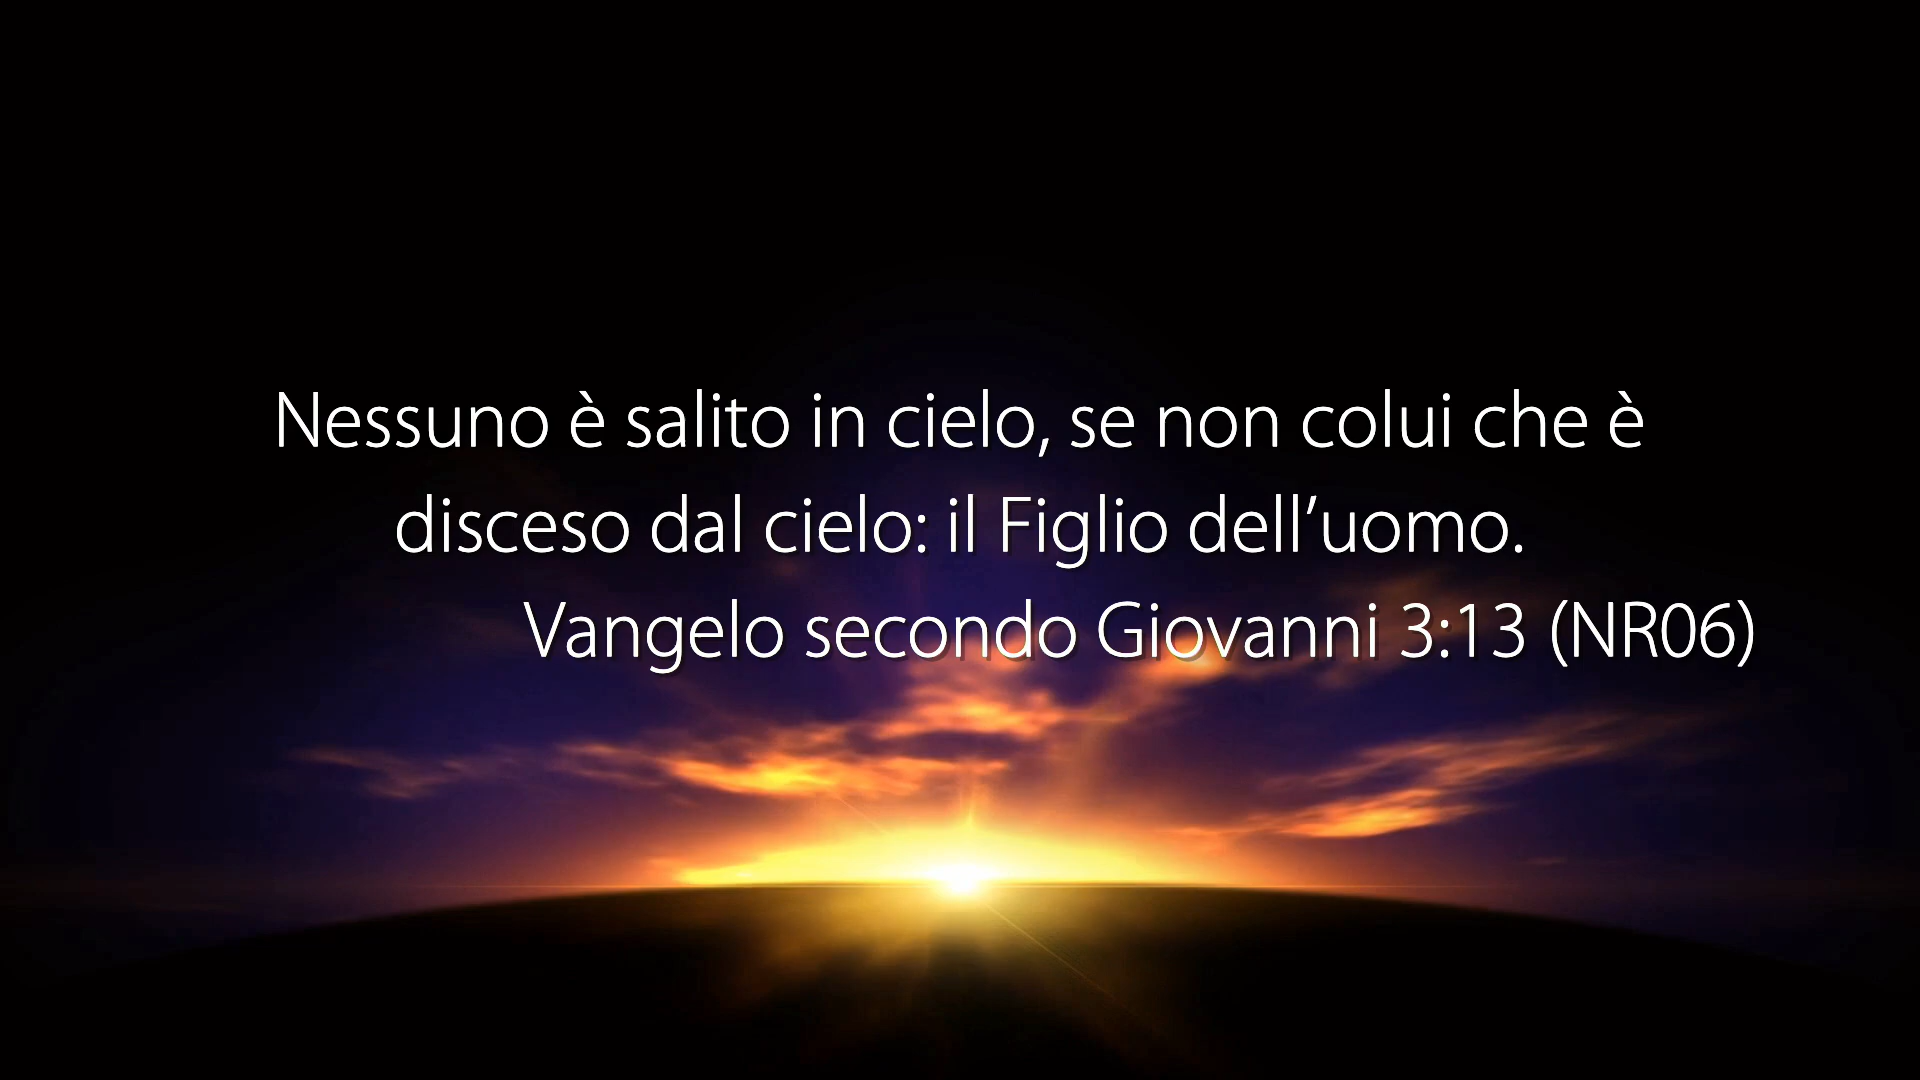 Nessuno è salito in cielo, se non colui che è
disceso dal cielo: il Figlio dell’uomo.
Vangelo secondo Giovanni 3:13 (NR06)